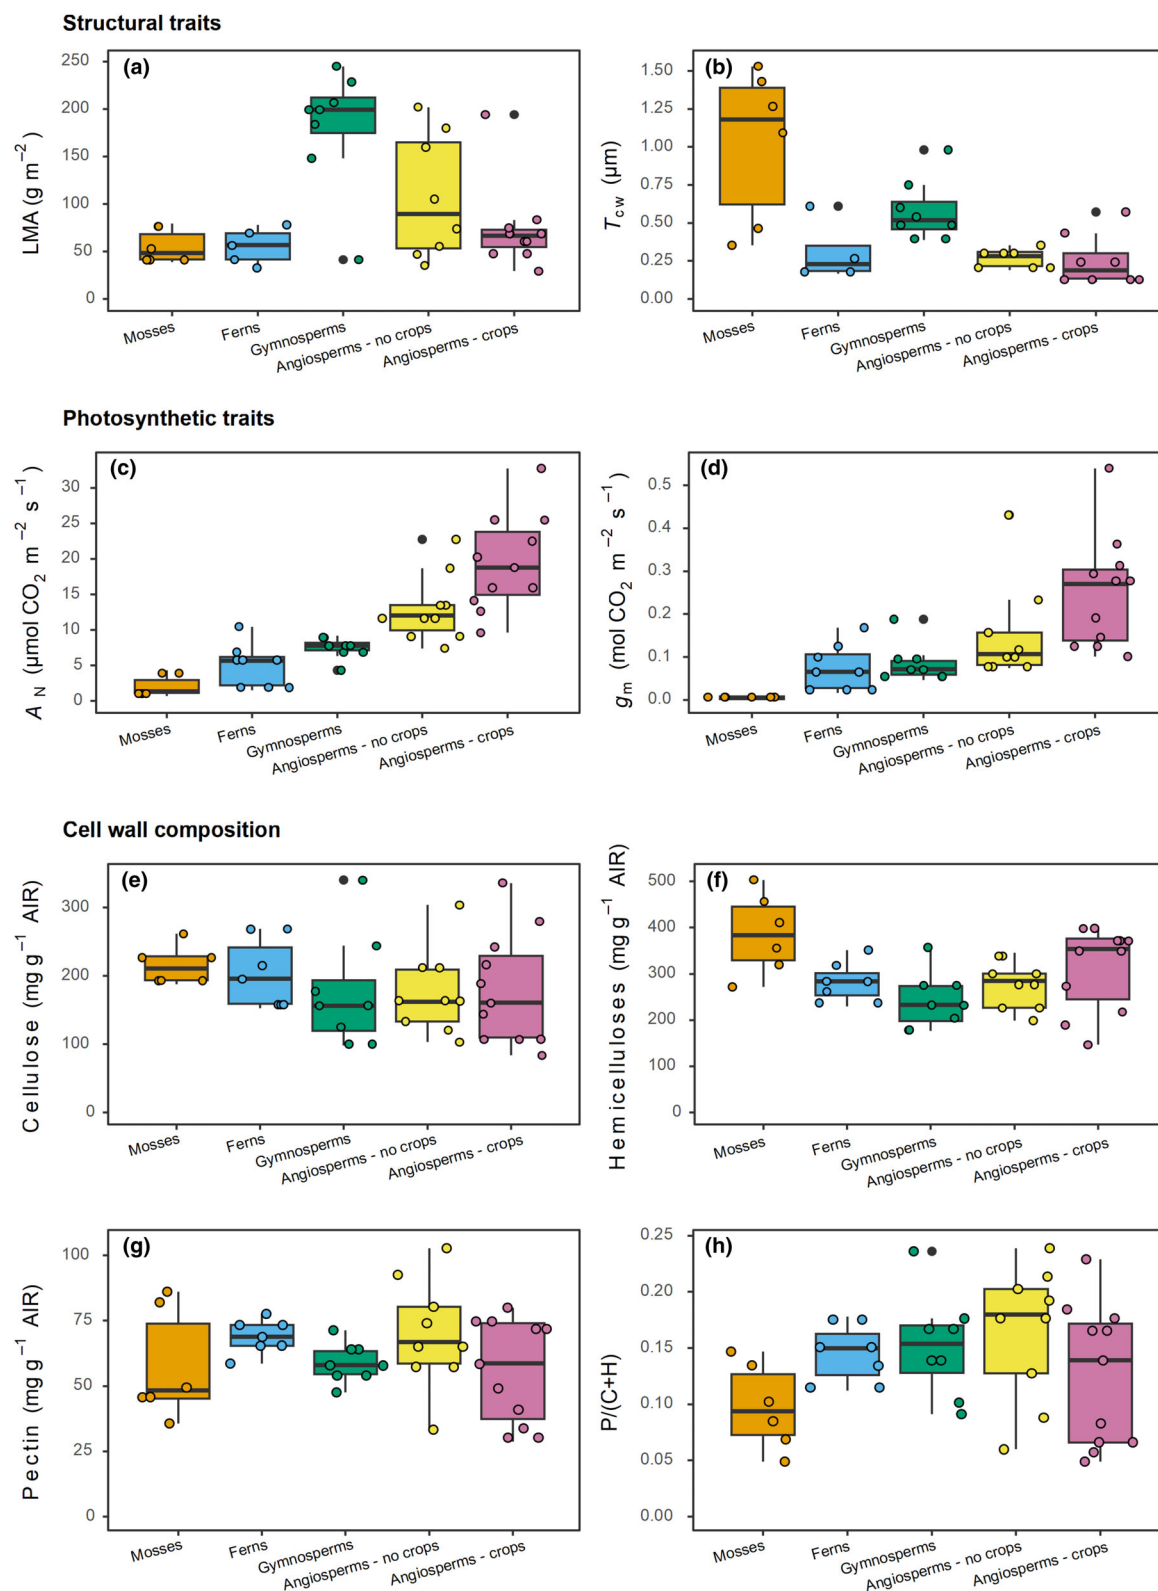 Structural traits
(a)
LMA (g m−2)
250
200
150
100
50
0
Mosses
Ferns
Gymnosperms
Angiosperms - no crops
Angiosperms - crops
(b)
Tcw (μm)
1.50
1.25
1.00
0.75
0.50
0.25
0.00
Mosses
Ferns
Gymnosperms
Angiosperms - no crops
Angiosperms - crops
Photosynthetic traits
(c)
AN (μmol CO2 m−2 s−1)
30
25
20
15
10
5
0
Mosses
Ferns
Gymnosperms
Angiosperms - no crops
Angiosperms - crops
(d)
gm (mol CO2 m−2 s−1)
0.5
0.4
0.3
0.2
0.1
0.0
Mosses
Ferns
Gymnosperms
Angiosperms - no crops
Angiosperms - crops
Cell wall composition
(e)
Cellulose (mg g−1 AIR)
300
200
100
0
Mosses
Ferns
Gymnosperms
Angiosperms - no crops
Angiosperms - crops
(f)
Hemicelluloses (mg g−1 AIR)
500
400
300
200
100
0
Mosses
Ferns
Gymnosperms
Angiosperms - no crops
Angiosperms - crops
(g)
Pectin (mg g−1 AIR)
100
75
50
25
0
Mosses
Ferns
Gymnosperms
Angiosperms - no crops
Angiosperms - crops
(h)
P/(C+H)
0.25
0.20
0.15
0.10
0.05
0.00
Mosses
Ferns
Gymnosperms
Angiosperms - no crops
Angiosperms - crops